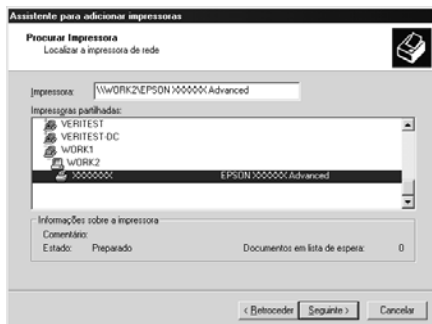 Assistente para adicionar impressoras
Procurar Impressora
Localizar a impressora de rede
Impressora: \\WORK2\EPSON XXXXXX Advanced
Impressoras partilhadas:
VERITEST
VERITEST-DC
WORK1
WORK2
XXXXXXX EPSON XXXXXX Advanced
Informações sobre a impressora
Comentário:
Estado: Preparado Documentos em lista de espera: 0
< Retroceder Seguinte > Cancelar